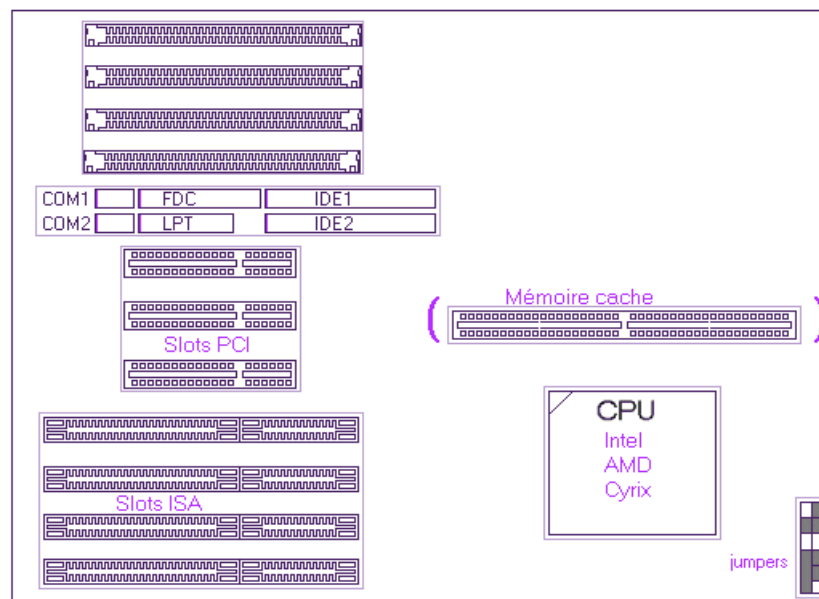 COM1 FDC IDE1
COM2 LPT IDE2
Mémoire cache
Slots PCI
CPU
Intel
AMD
Cyrix
Slots ISA
jumpers